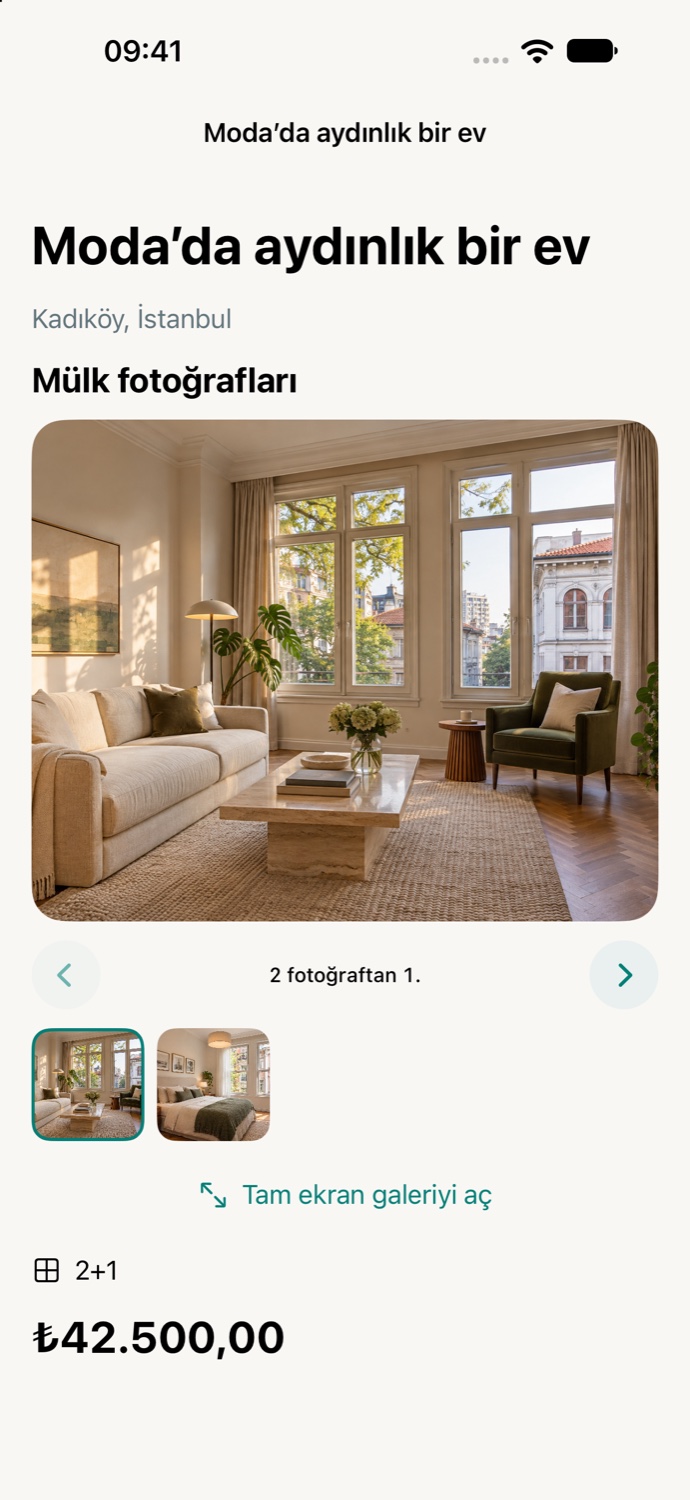 09:41
Moda’da aydınlık bir ev
Moda’da aydınlık bir ev
Kadıköy, İstanbul
Mülk fotoğrafları
2 fotoğraftan 1.
Tam ekran galeriyi aç
2+1
₺42.500,00